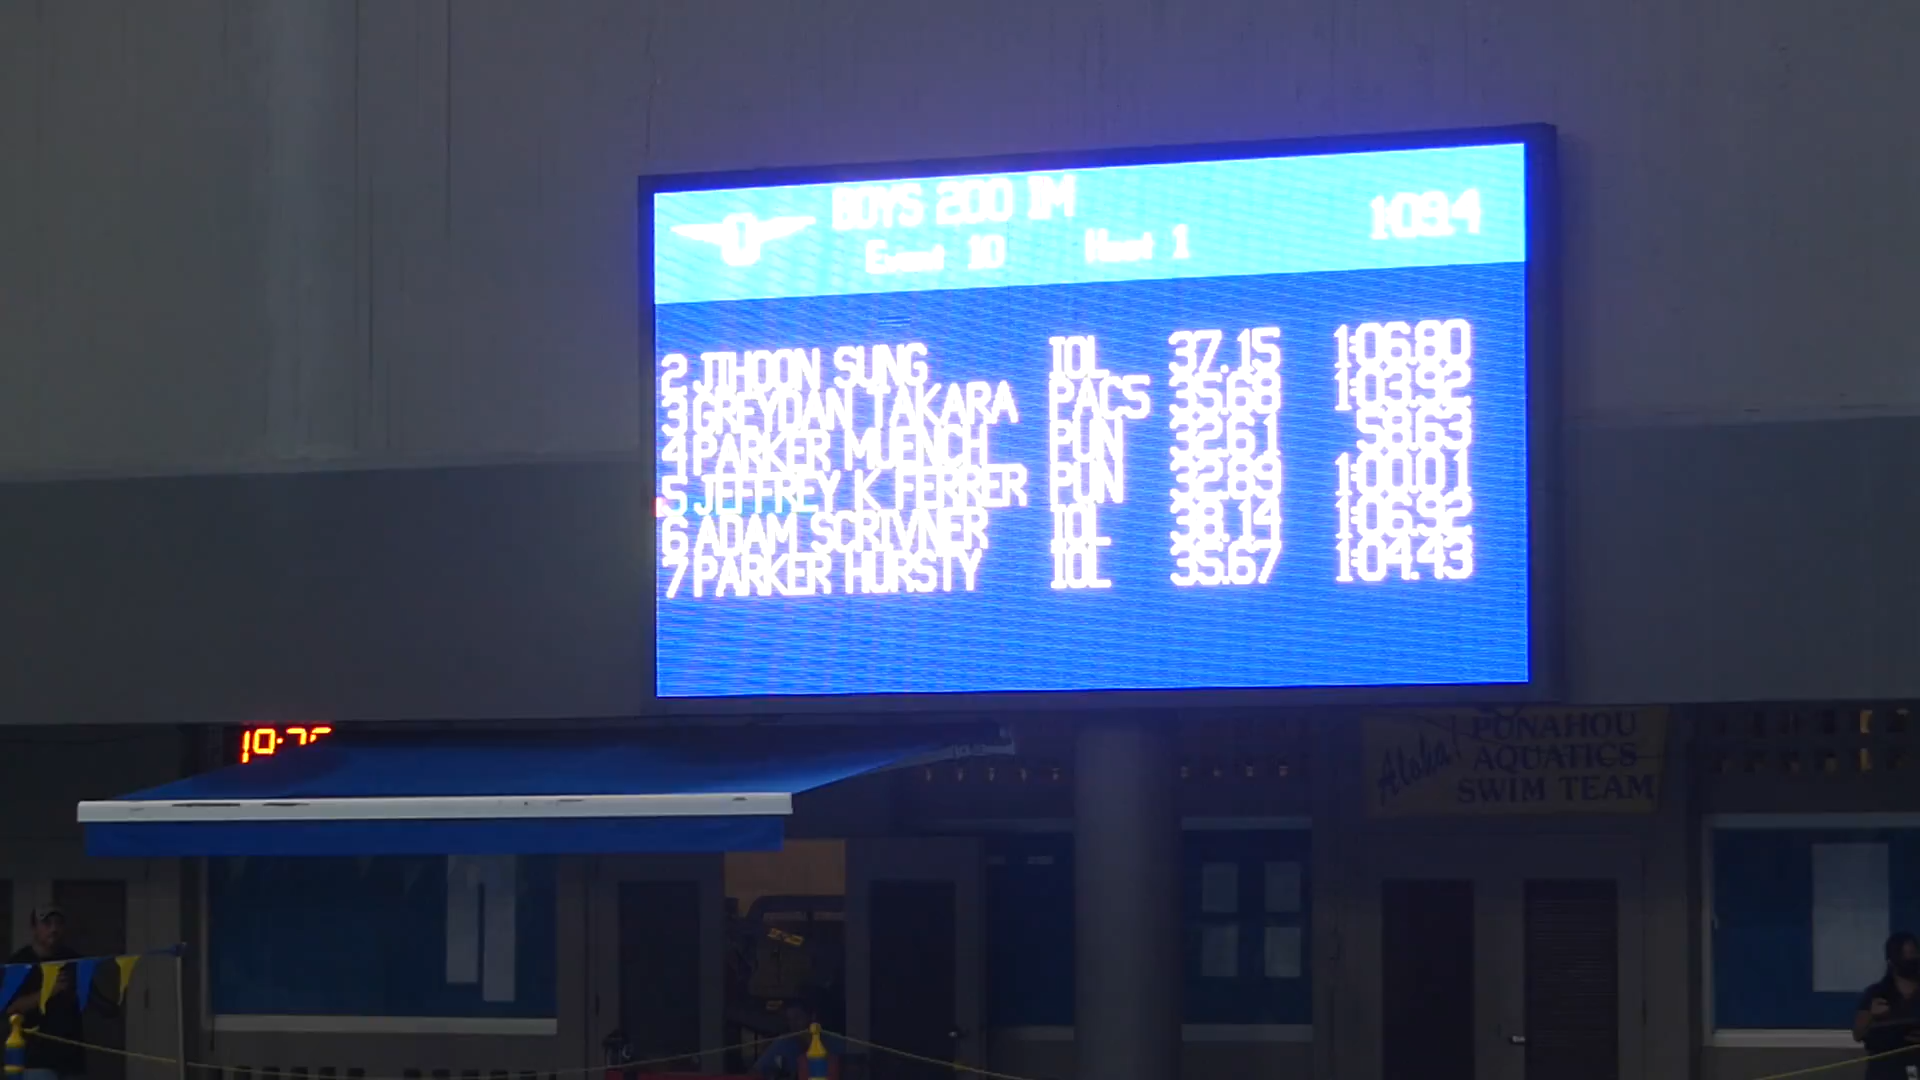 BOYS 200 IM
Event 10 Heat 1
1:09.4
2 JIHOON SUNG IOL 37.15 1:06.80
3 GREYDAN TAKARA PACS 35.68 1:03.92
4 PARKER MUENCH PUN 32.61 58.63
5 JEFFREY K FERRER PUN 32.89 1:00.01
6 ADAM SCRIVNER IOL 38.14 1:06.92
7 PARKER HURSTY IOL 35.67 1:04.43
Aloha
PUNAHOU
AQUATICS
SWIM TEAM